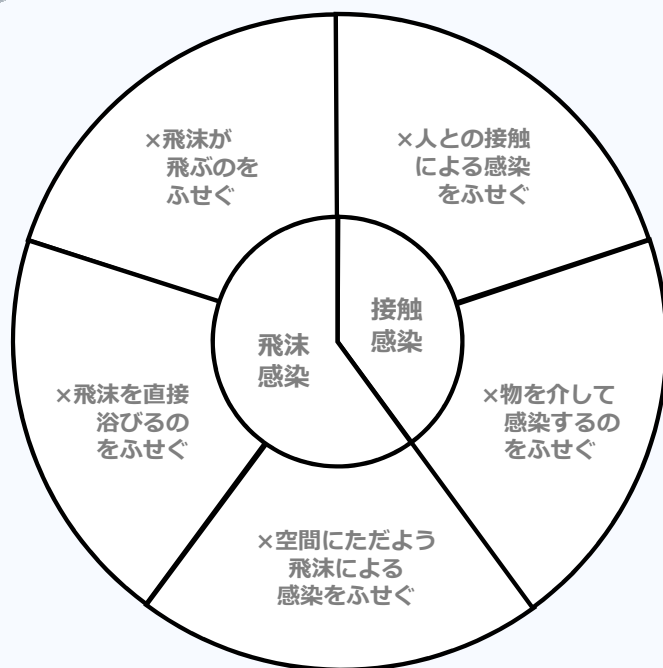 ×飛沫が
飛ぶのを
ふせぐ
×人との接触
による感染
をふせぐ
接触
感染
飛沫
感染
×飛沫を直接
浴びるの
をふせぐ
×物を介して
感染するの
をふせぐ
×空間にただよう
飛沫による
感染をふせぐ